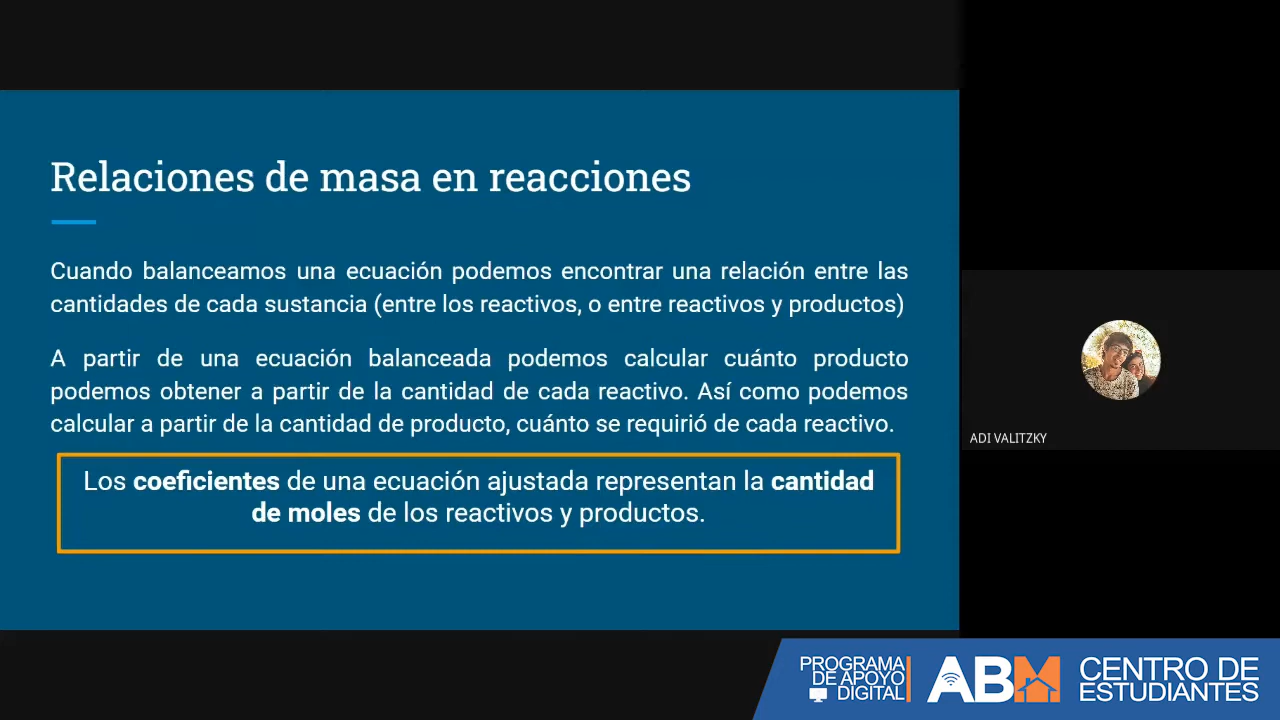 Relaciones de masa en reacciones
Cuando balanceamos una ecuación podemos encontrar una relación entre las
cantidades de cada sustancia (entre los reactivos, o entre reactivos y productos)
A partir de una ecuación balanceada podemos calcular cuánto producto
podemos obtener a partir de la cantidad de cada reactivo. Así como podemos
calcular a partir de la cantidad de producto, cuánto se requirió de cada reactivo.
Los coeficientes de una ecuación ajustada representan la cantidad
de moles de los reactivos y productos.
ADI VALITZKY
PROGRAMA
DE APOYO
DIGITAL
ABM
CENTRO DE
ESTUDIANTES